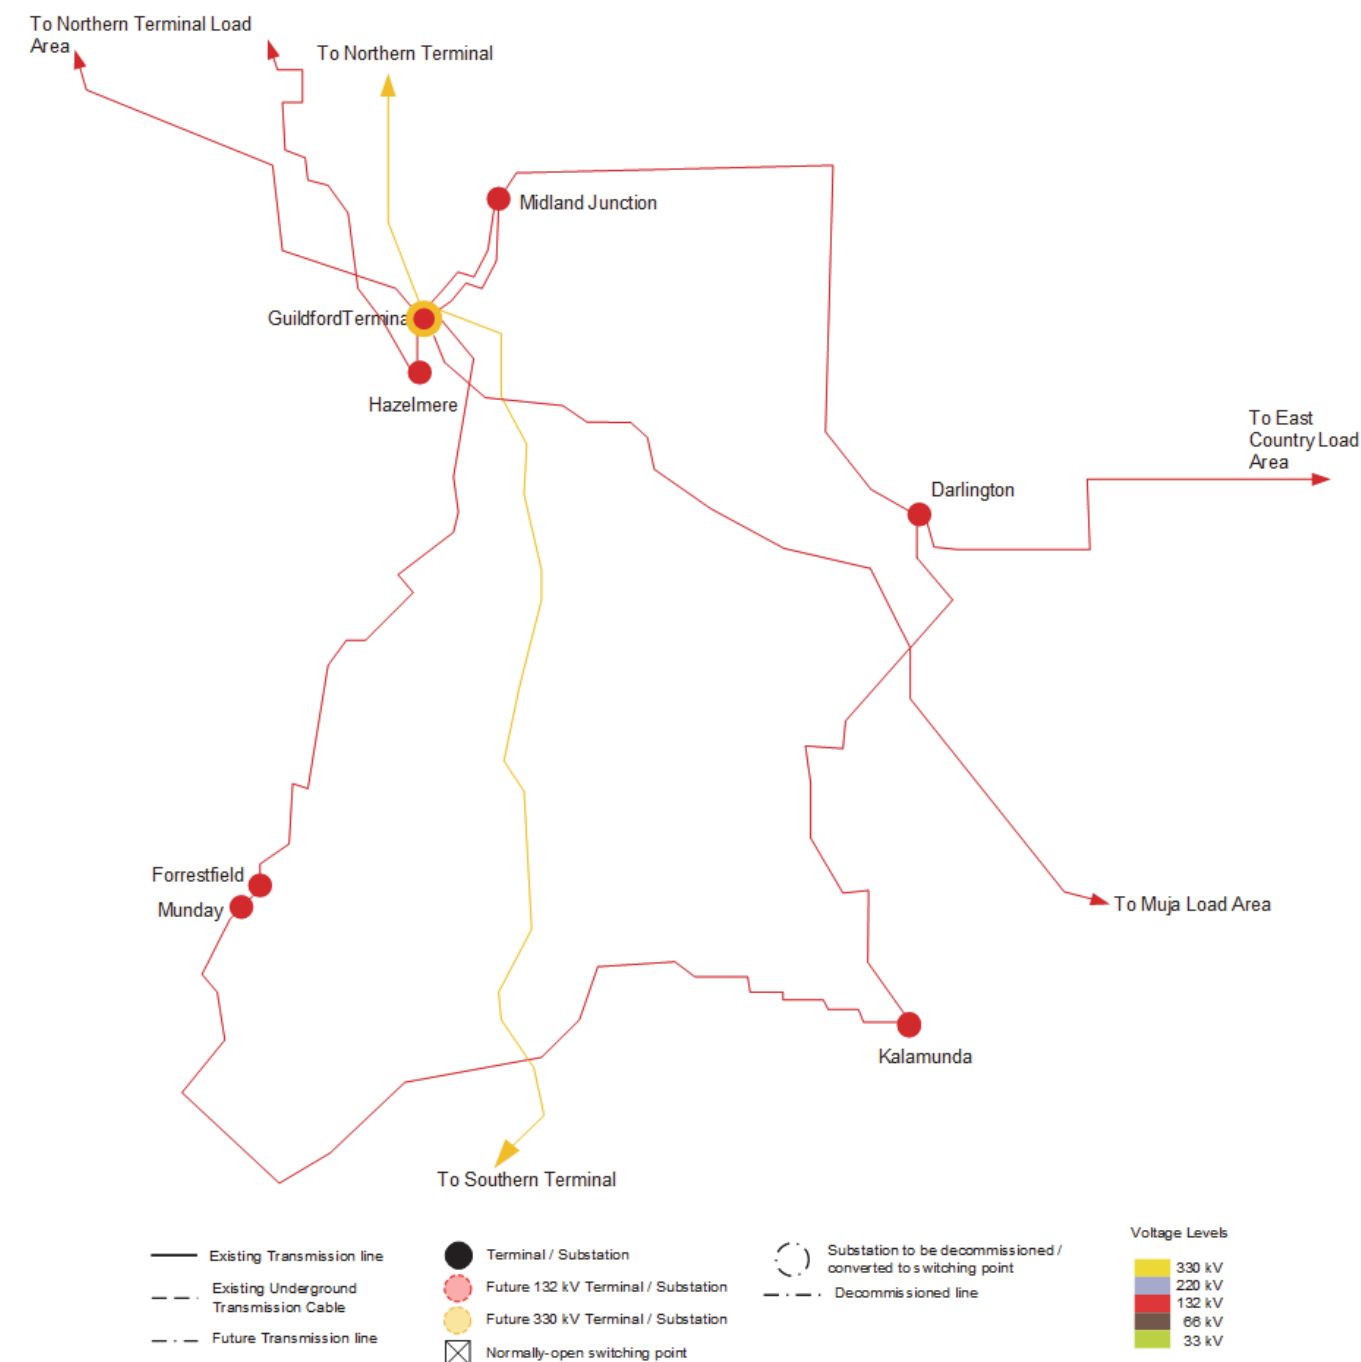 To Northern Terminal Load
Area
To Northern Terminal
Midland Junction
GuildfordTermina
Hazelmere
To East
Country Load
Area
Darlington
Forrestfield
Munday
To Muja Load Area
Kalamunda
To Southern Terminal
Existing Transmission line
Existing Underground
Transmission Cable
Future Transmission line
Terminal / Substation
Future 132 kV Terminal / Substation
Future 330 kV Terminal / Substation
Normally-open switching point
Substation to be decommissioned /
converted to switching point
Decommissioned line
Voltage Levels
330 kV
220 kV
132 kV
66 kV
33 kV